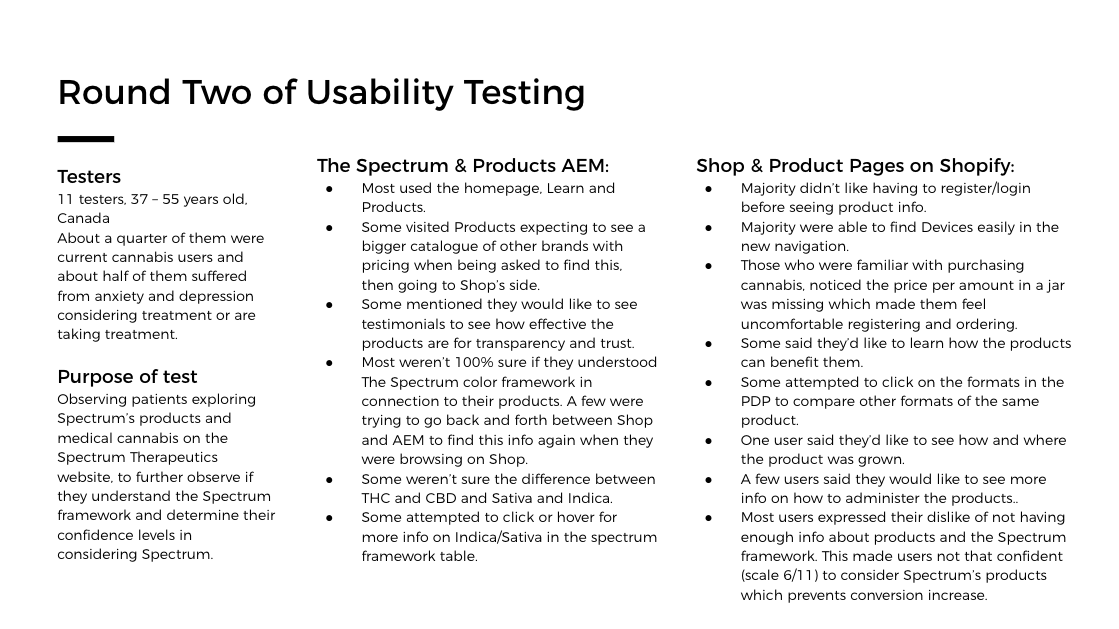 Round Two of Usability Testing
Testers
11 testers, 37 – 55 years old,
Canada
About a quarter of them were
current cannabis users and
about half of them suffered
from anxiety and depression
considering treatment or are
taking treatment.
Purpose of test
Observing patients exploring
Spectrum's products and
medical cannabis on the
Spectrum Therapeutics
website, to further observe if
they understand the Spectrum
framework and determine their
confidence levels in
considering Spectrum.
The Spectrum & Products AEM:
● Most used the homepage, Learn and
Products.
● Some visited Products expecting to see a
bigger catalogue of other brands with
pricing when being asked to find this,
then going to Shop's side.
● Some mentioned they would like to see
testimonials to see how effective the
products are for transparency and trust.
● Most weren't 100% sure if they understood
The Spectrum color framework in
connection to their products. A few were
trying to go back and forth between Shop
and AEM to find this info again when they
were browsing on Shop.
● Some weren't sure the difference between
THC and CBD and Sativa and Indica.
● Some attempted to click or hover for
more info on Indica/Sativa in the spectrum
framework table.
Shop & Product Pages on Shopify:
● Majority didn't like having to register/login
before seeing product info.
● Majority were able to find Devices easily in the
new navigation.
● Those who were familiar with purchasing
cannabis, noticed the price per amount in a jar
was missing which made them feel
uncomfortable registering and ordering.
● Some said they'd like to learn how the products
can benefit them.
● Some attempted to click on the formats in the
PDP to compare other formats of the same
product.
● One user said they'd like to see how and where
the product was grown.
● A few users said they would like to see more
info on how to administer the products..
● Most users expressed their dislike of not having
enough info about products and the Spectrum
framework. This made users not that confident
(scale 6/11) to consider Spectrum's products
which prevents conversion increase.